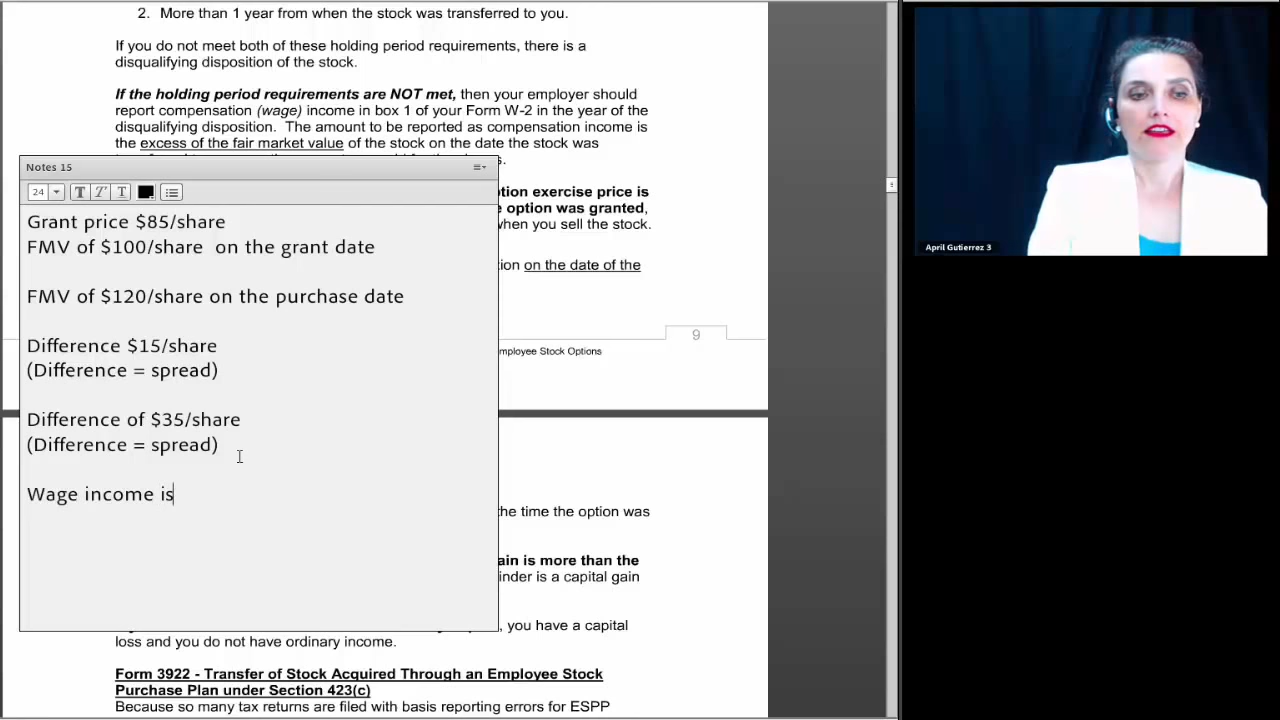 2. More than 1 year from when the stock was transferred to you.
If you do not meet both of these holding period requirements, there is a
disqualifying disposition of the stock.
If the holding period requirements are NOT met, then your employer should
report compensation (wage) income in box 1 of your Form W-2 in the year of the
disqualifying disposition. The amount to be reported as compensation income is
the excess of the fair market value of the stock on the date the stock was
Notes 15
24
T T T
Grant price $85/share
FMV of $100/share on the grant date
FMV of $120/share on the purchase date
Difference $15/share
(Difference = spread)
Difference of $35/share
(Difference = spread)
Wage income is
ption exercise price is
e option was granted,
when you sell the stock.
ion on the date of the
9
mployee Stock Options
the time the option was
ain is more than the
inder is a capital gain
, you have a capital
loss and you do not have ordinary income.
Form 3922 - Transfer of Stock Acquired Through an Employee Stock
Purchase Plan under Section 423(c)
Because so many tax returns are filed with basis reporting errors for ESPP
April Gutierrez 3